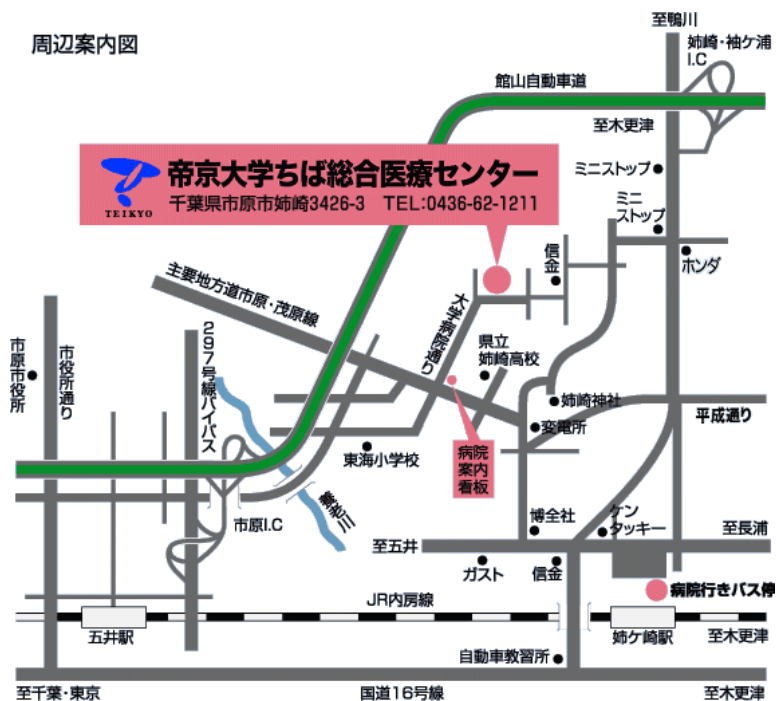 周辺案内図
至鴨川
姉崎・袖ケ浦
I.C
館山自動車道
至木更津
TEIKYO
帝京大学ちば総合医療センター
千葉県市原市姉崎3426-3 TEL:0436-62-1211
ミニストップ
ミニ
ストップ
ホンダ
信金
主要地方道市原・茂原線
大学病院通り
県立
姉崎高校
市原市役所
市役所通り
297号線バイパス
姉崎神社
平成通り
変電所
病院
案内
看板
東海小学校
養老川
市原I.C
博全社
ケン
タッキー
至五井
至長浦
ガスト
信金
病院行きバス停
JR内房線
五井駅
姉ケ崎駅
至木更津
自動車教習所
至千葉・東京
国道16号線
至木更津